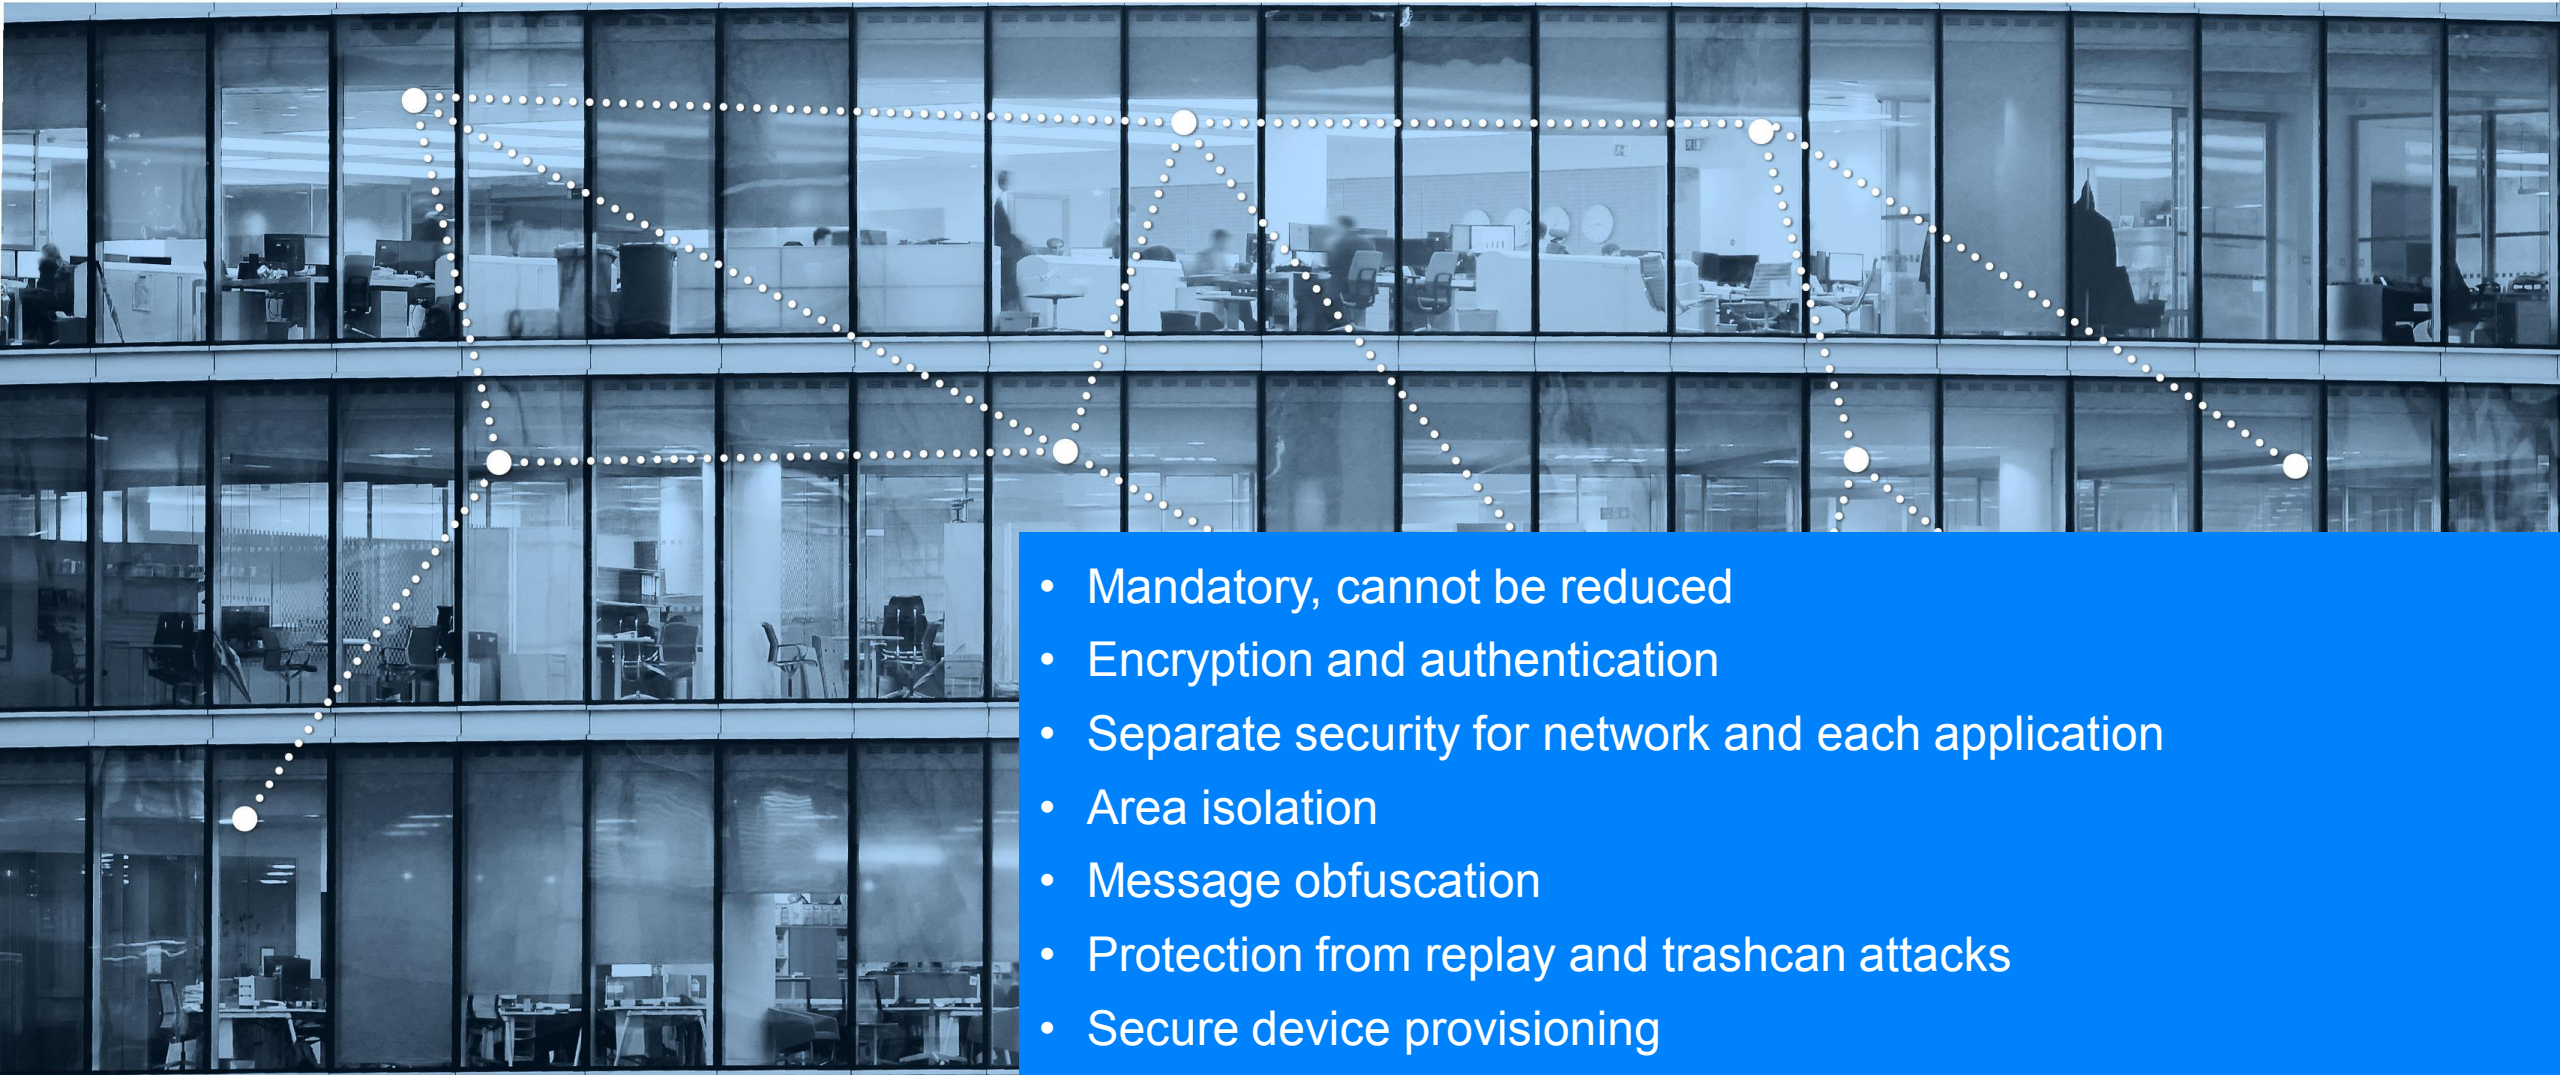 • Mandatory, cannot be reduced
• Encryption and authentication
• Separate security for network and each application
• Area isolation
• Message obfuscation
• Protection from replay and trashcan attacks
• Secure device provisioning